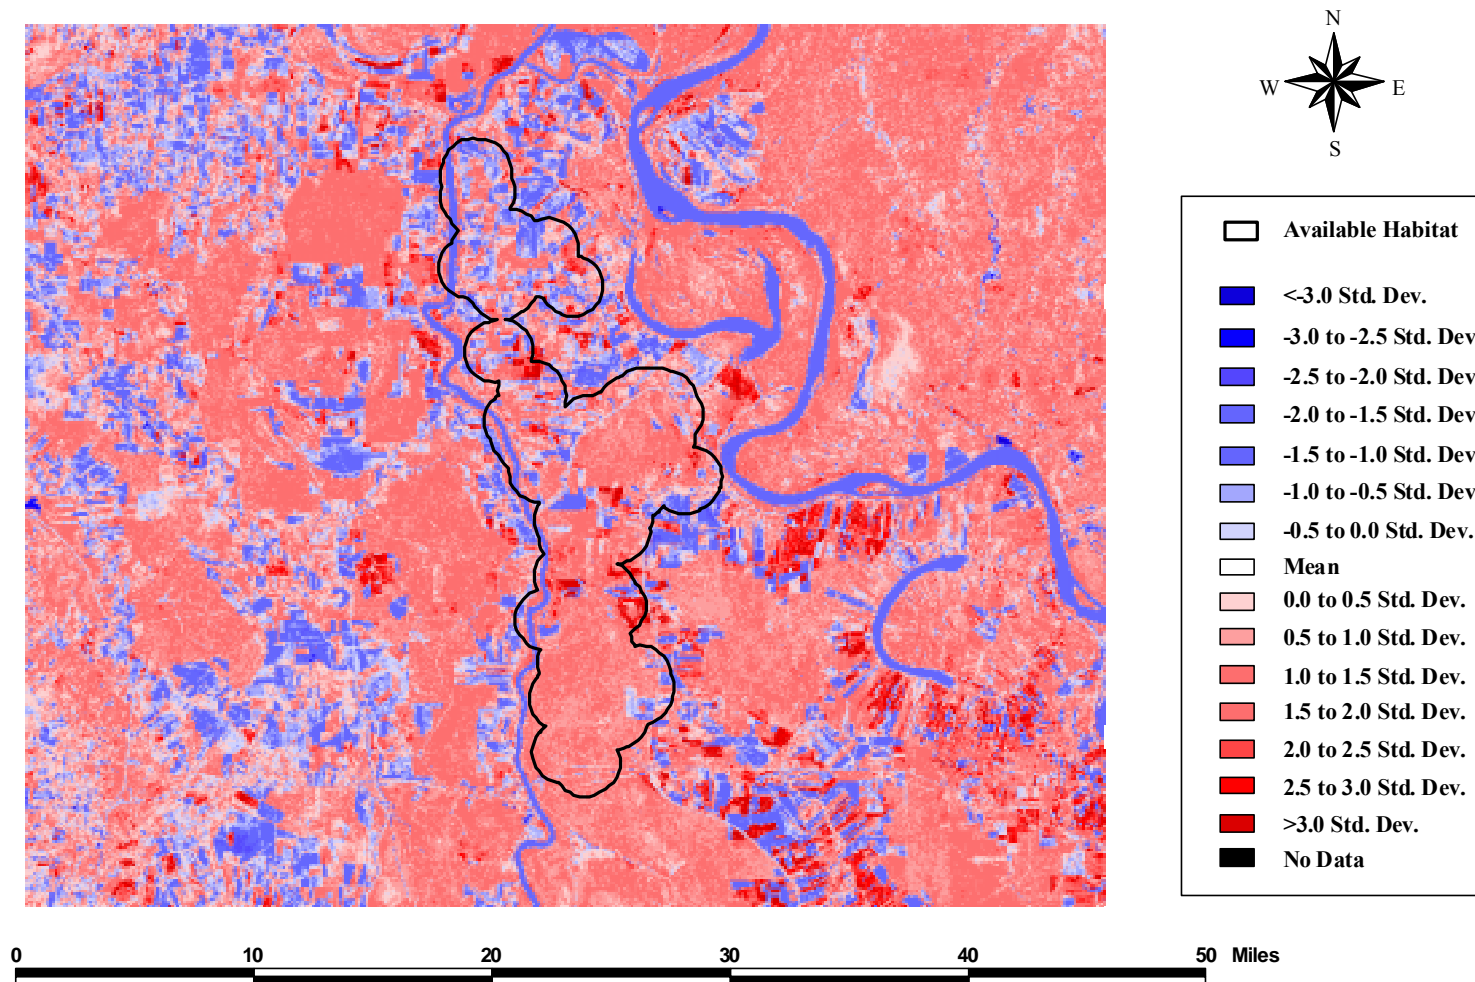 N
W E
S
Available Habitat
<-3.0 Std. Dev.
-3.0 to -2.5 Std. Dev
-2.5 to -2.0 Std. Dev
-2.0 to -1.5 Std. Dev
-1.5 to -1.0 Std. Dev
-1.0 to -0.5 Std. Dev
-0.5 to 0.0 Std. Dev.
Mean
0.0 to 0.5 Std. Dev.
0.5 to 1.0 Std. Dev.
1.0 to 1.5 Std. Dev.
1.5 to 2.0 Std. Dev.
2.0 to 2.5 Std. Dev.
2.5 to 3.0 Std. Dev.
>3.0 Std. Dev.
No Data
0 10 20 30 40 50 Miles